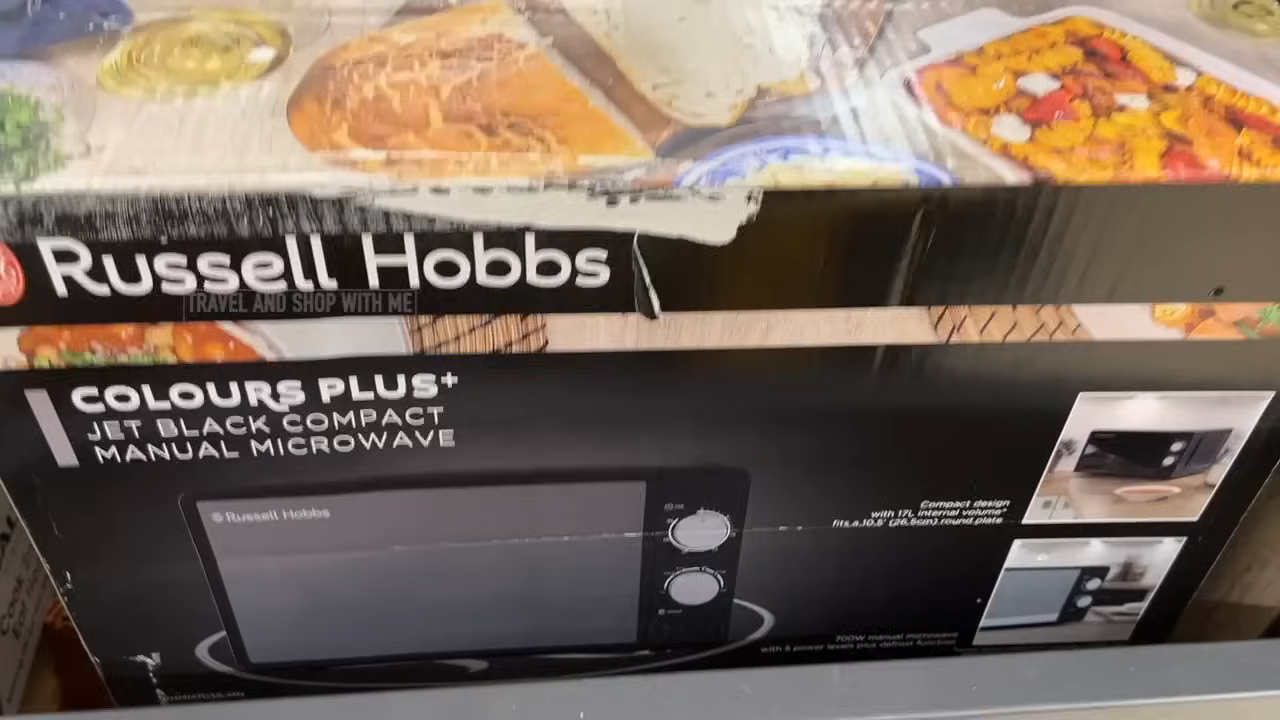 Russell Hobbs
TRAVEL AND SHOP WITH ME
COLOURS PLUS+
JET BLACK COMPACT
MANUAL MICROWAVE
Russell Hobbs
Compact design
with 17L internal volume*
fits a 10.5" (26.5cm) round plate
700W manual microwave
with 5 power levels plus defrost function